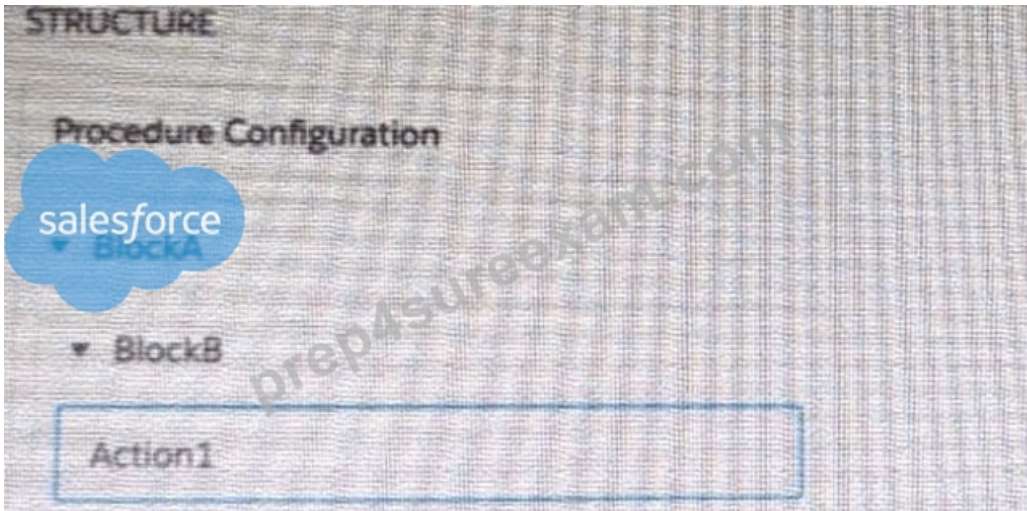 STRUCTURE
Procedure Configuration
salesforce
BlockA
prep4sureexam.com
BlockB
Action1